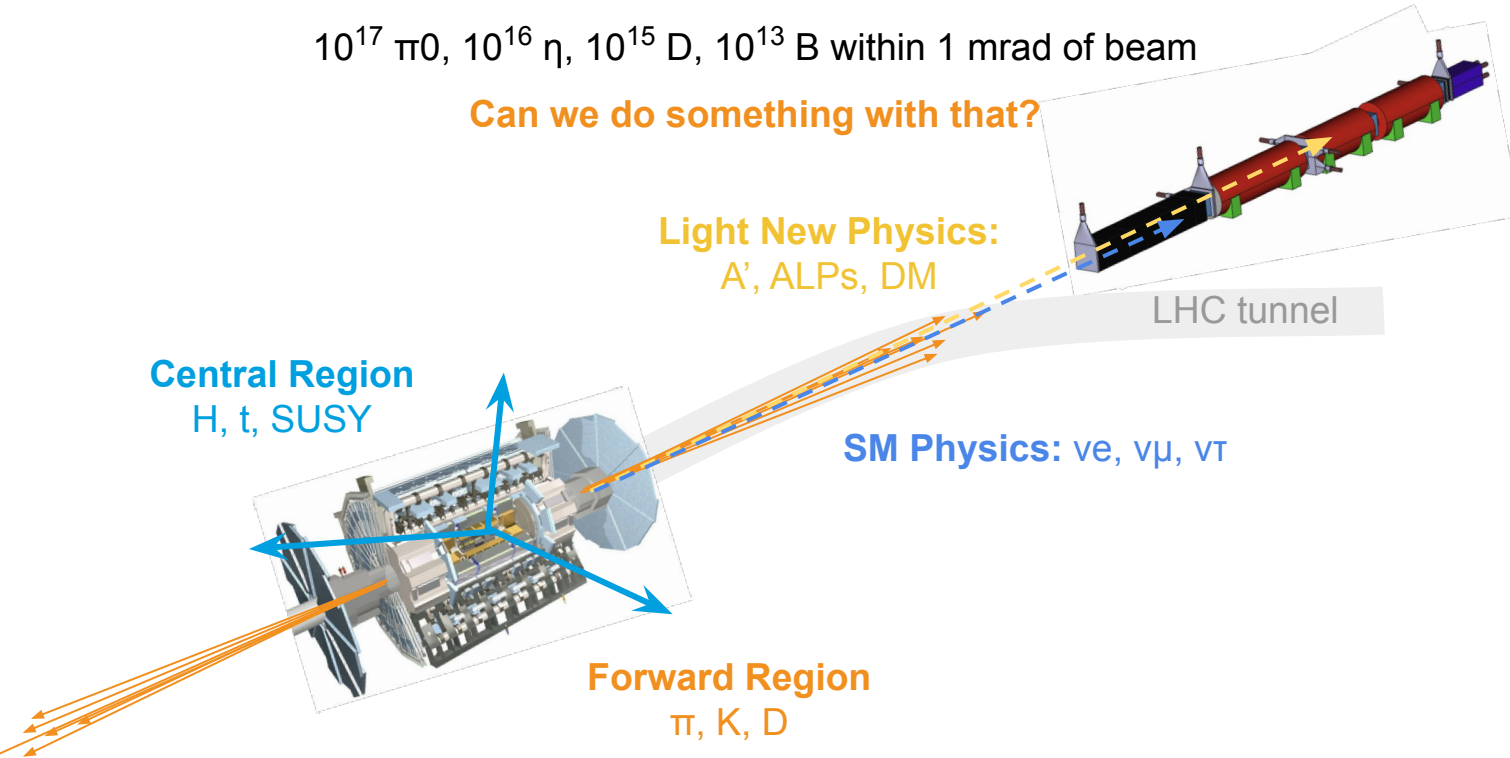 10¹⁷ π0, 10¹⁶ η, 10¹⁵ D, 10¹³ B within 1 mrad of beam
Can we do something with that?
Light New Physics:
A’, ALPs, DM
LHC tunnel
Central Region
H, t, SUSY
SM Physics: νe, νμ, ντ
Forward Region
π, K, D